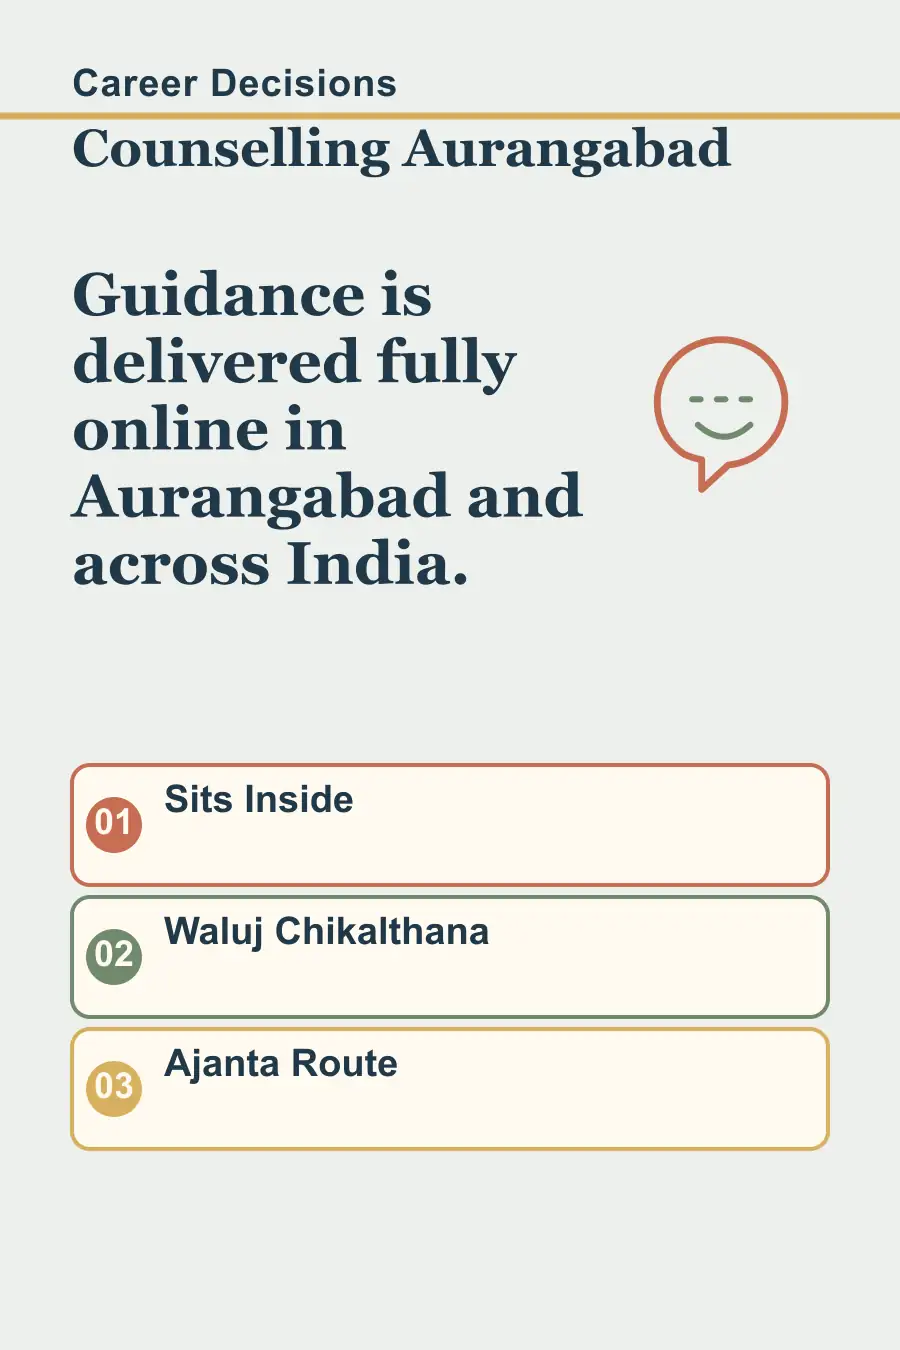 Career Decisions
Counselling Aurangabad
Guidance is
delivered fully
online in
Aurangabad and
across India.
01
Sits Inside
02
Waluj Chikalthana
03
Ajanta Route